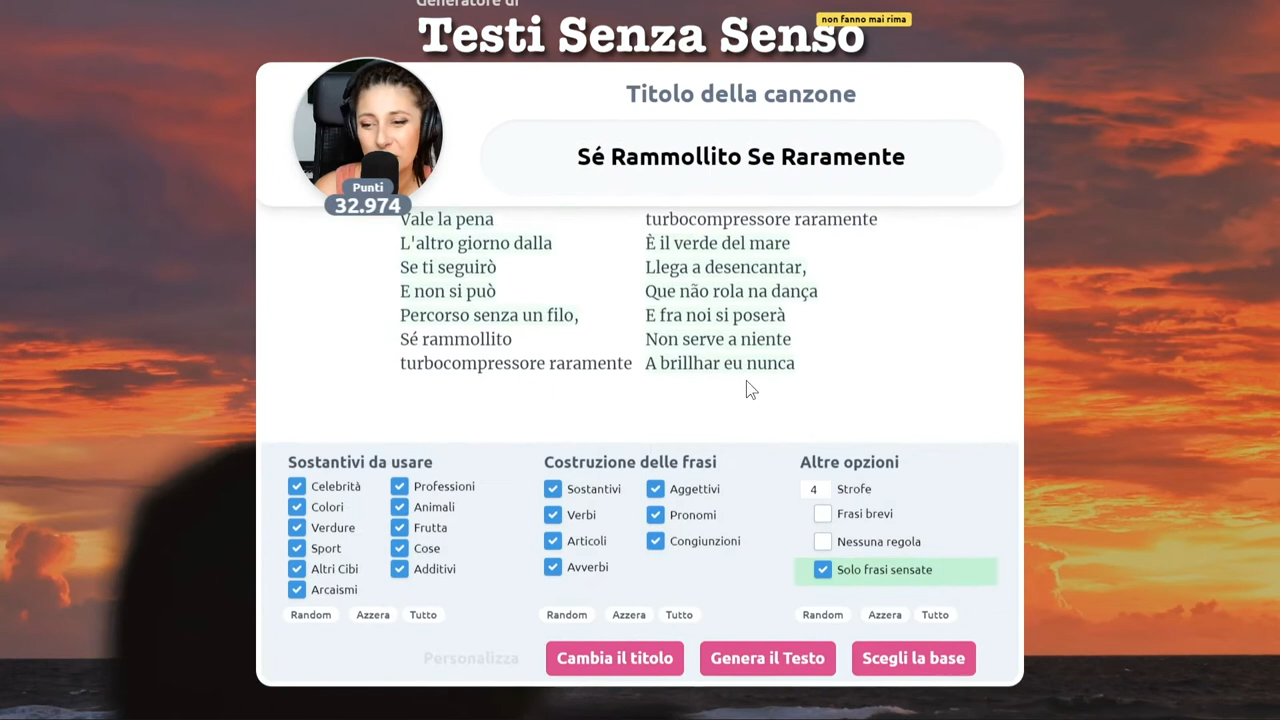 Generatore di
Testi Senza Senso
non fanno mai rima
Titolo della canzone
Sé Rammollito Se Raramente
Punti
32.974
Vale la pena
L'altro giorno dalla
Se ti seguirò
E non si può
Percorso senza un filo,
Sé rammollito
turbocompressore raramente
turbocompressore raramente
È il verde del mare
Llega a desencantar,
Que não rola na dança
E fra noi si poserà
Non serve a niente
A brillhar eu nunca
Sostantivi da usare
Celebrità
Colori
Verdure
Sport
Altri Cibi
Arcaismi
Professioni
Animali
Frutta
Cose
Additivi
Random Azzera Tutto
Costruzione delle frasi
Sostantivi
Verbi
Articoli
Avverbi
Aggettivi
Pronomi
Congiunzioni
Random Azzera Tutto
Altre opzioni
4 Strofe
Frasi brevi
Nessuna regola
Solo frasi sensate
Random Azzera Tutto
Personalizza
Cambia il titolo
Genera il Testo
Scegli la base